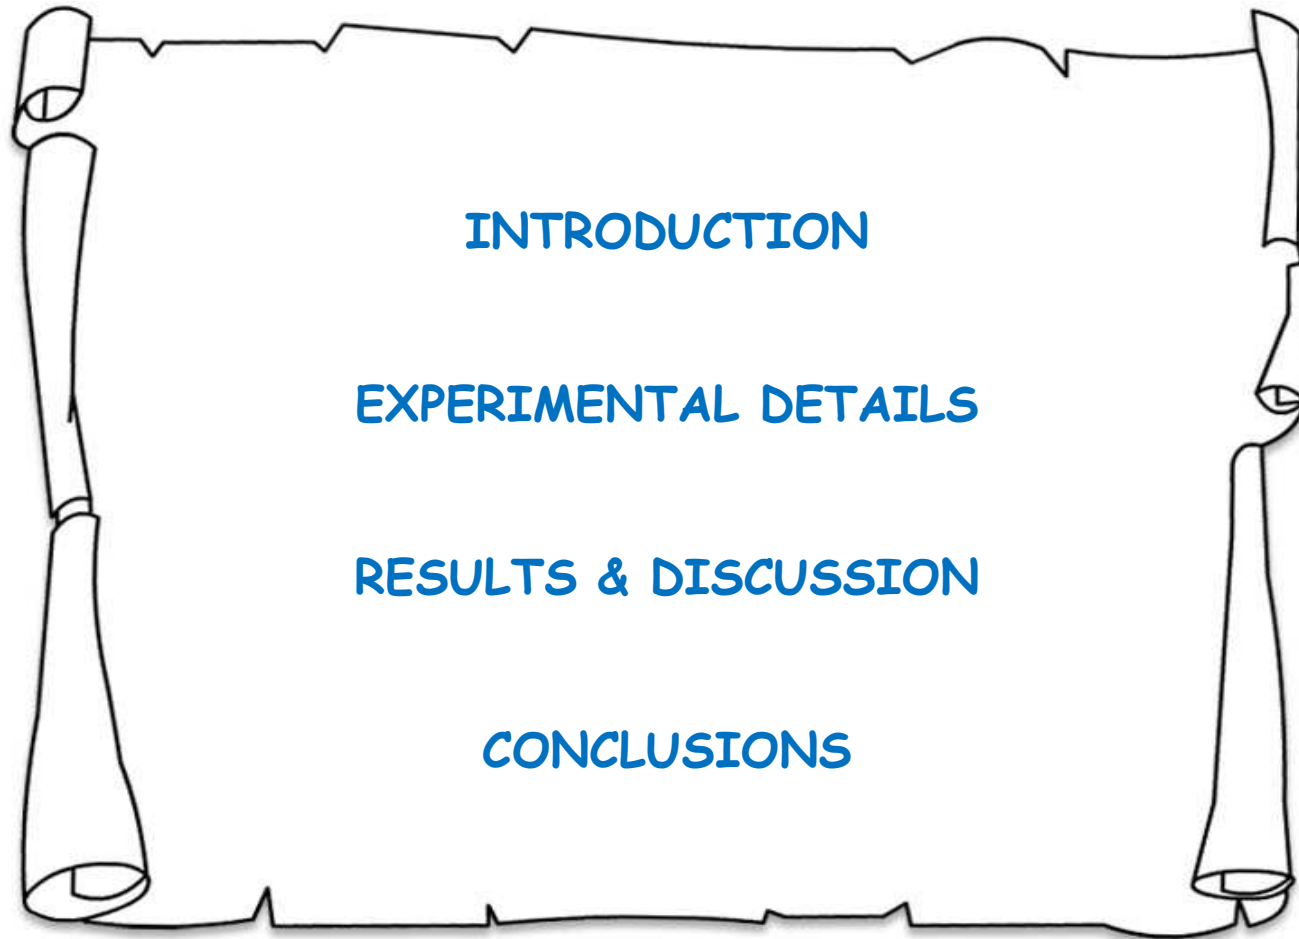 INTRODUCTION
EXPERIMENTAL DETAILS
RESULTS & DISCUSSION
CONCLUSIONS